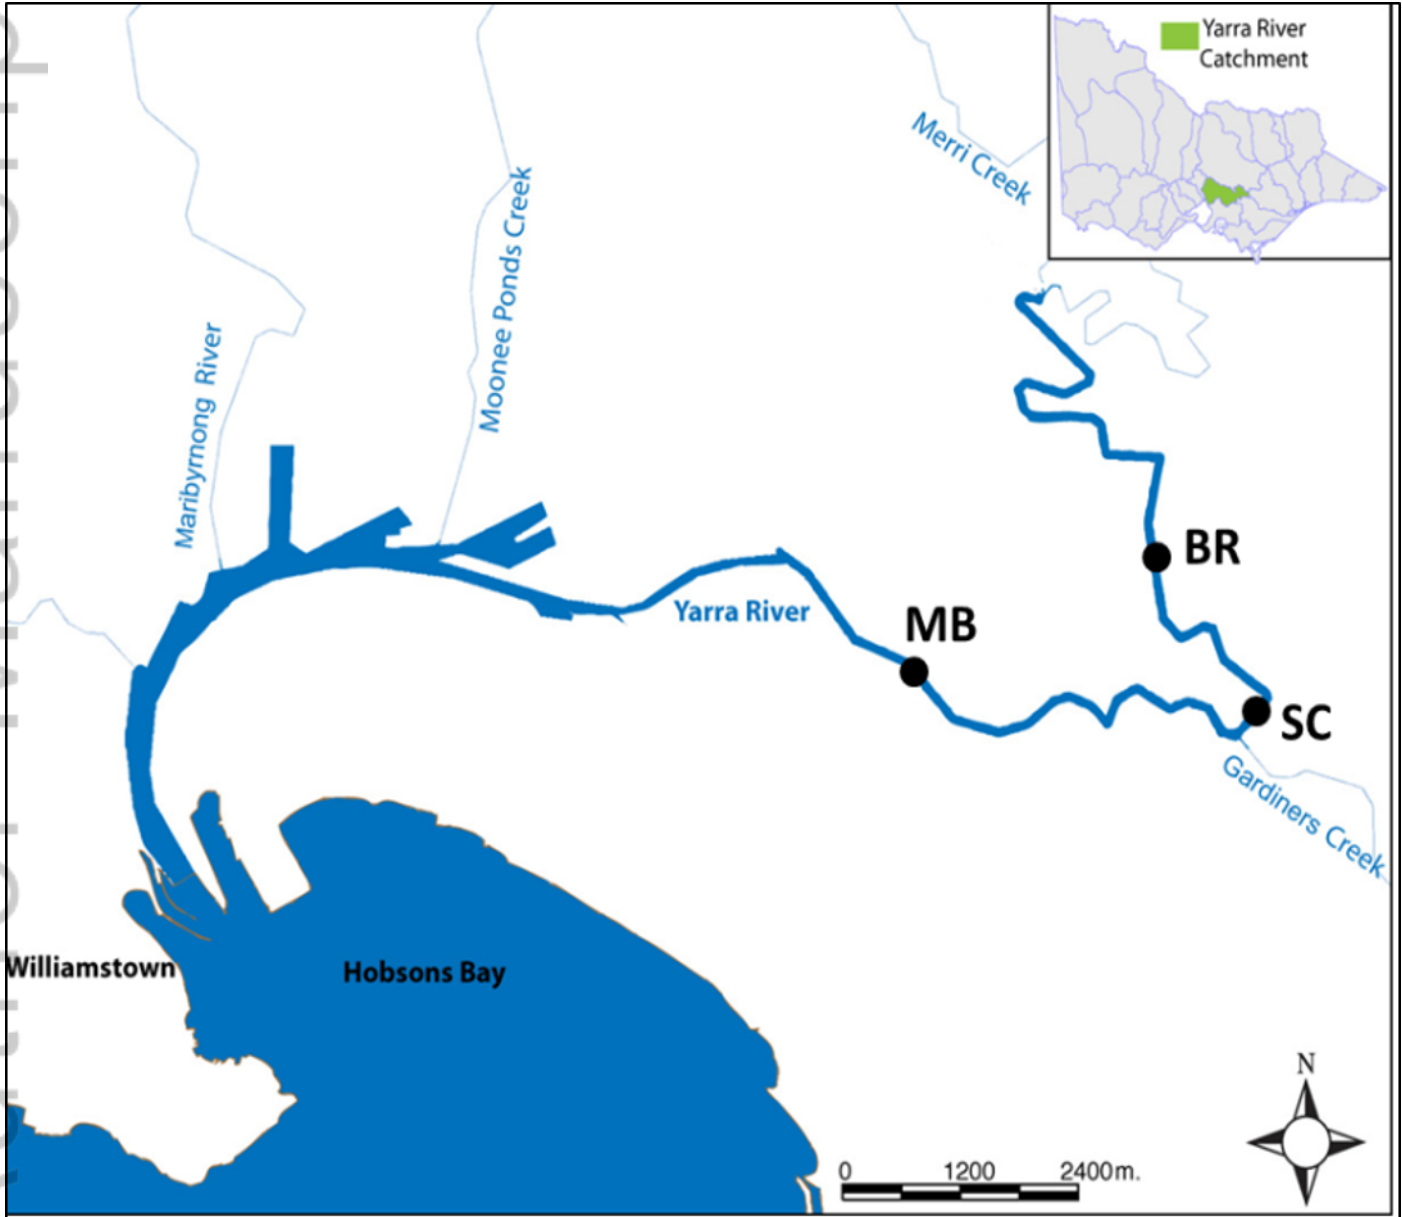 Yarra River
Catchment
Merri Creek
Moonee Ponds Creek
Maribyrnong River
BR
MB
Yarra River
SC
Gardiners Creek
Williamstown
Hobsons Bay
N
0 1200 2400m.